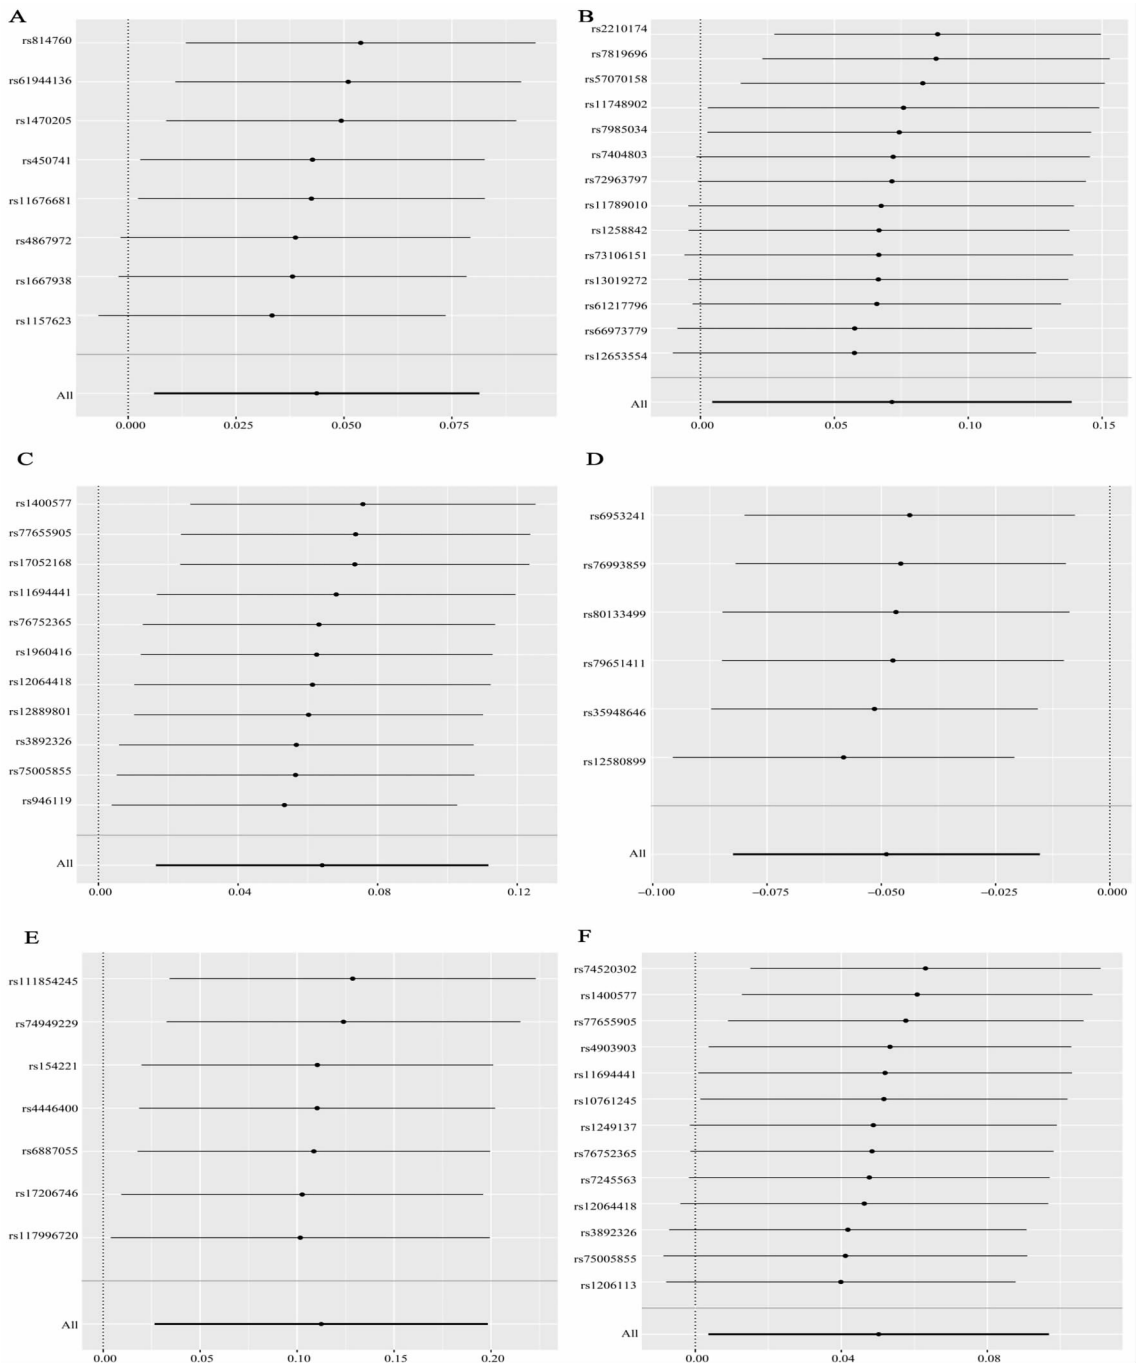 A
rs814760
rs61944136
rs1470205
rs450741
rs11676681
rs4867972
rs1667938
rs1157623
All
0.000 0.025 0.050 0.075
B
rs2210174
rs7819696
rs57070158
rs11748902
rs7985034
rs7404803
rs72963797
rs11789010
rs1258842
rs73106151
rs13019272
rs61217796
rs66973779
rs12653554
All
0.00 0.05 0.10 0.15
C
rs1400577
rs77655905
rs17052168
rs11694441
rs76752365
rs1960416
rs12064418
rs12889801
rs3892326
rs75005855
rs946119
All
0.00 0.04 0.08 0.12
D
rs6953241
rs76993859
rs80133499
rs79651411
rs35948646
rs12580899
All
−0.100 −0.075 −0.050 −0.025 0.000
E
rs111854245
rs74949229
rs154221
rs4446400
rs6887055
rs17206746
rs117996720
All
0.00 0.05 0.10 0.15 0.20
F
rs74520302
rs1400577
rs77655905
rs4903903
rs11694441
rs10761245
rs1249137
rs76752365
rs7245563
rs12064418
rs3892326
rs75005855
rs1206113
All
0.00 0.04 0.08